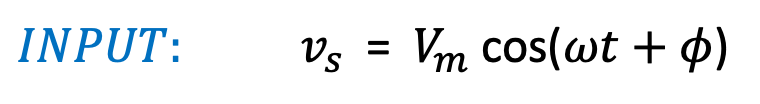 INPUT: vₛ = Vₘ cos(ωt + ϕ)